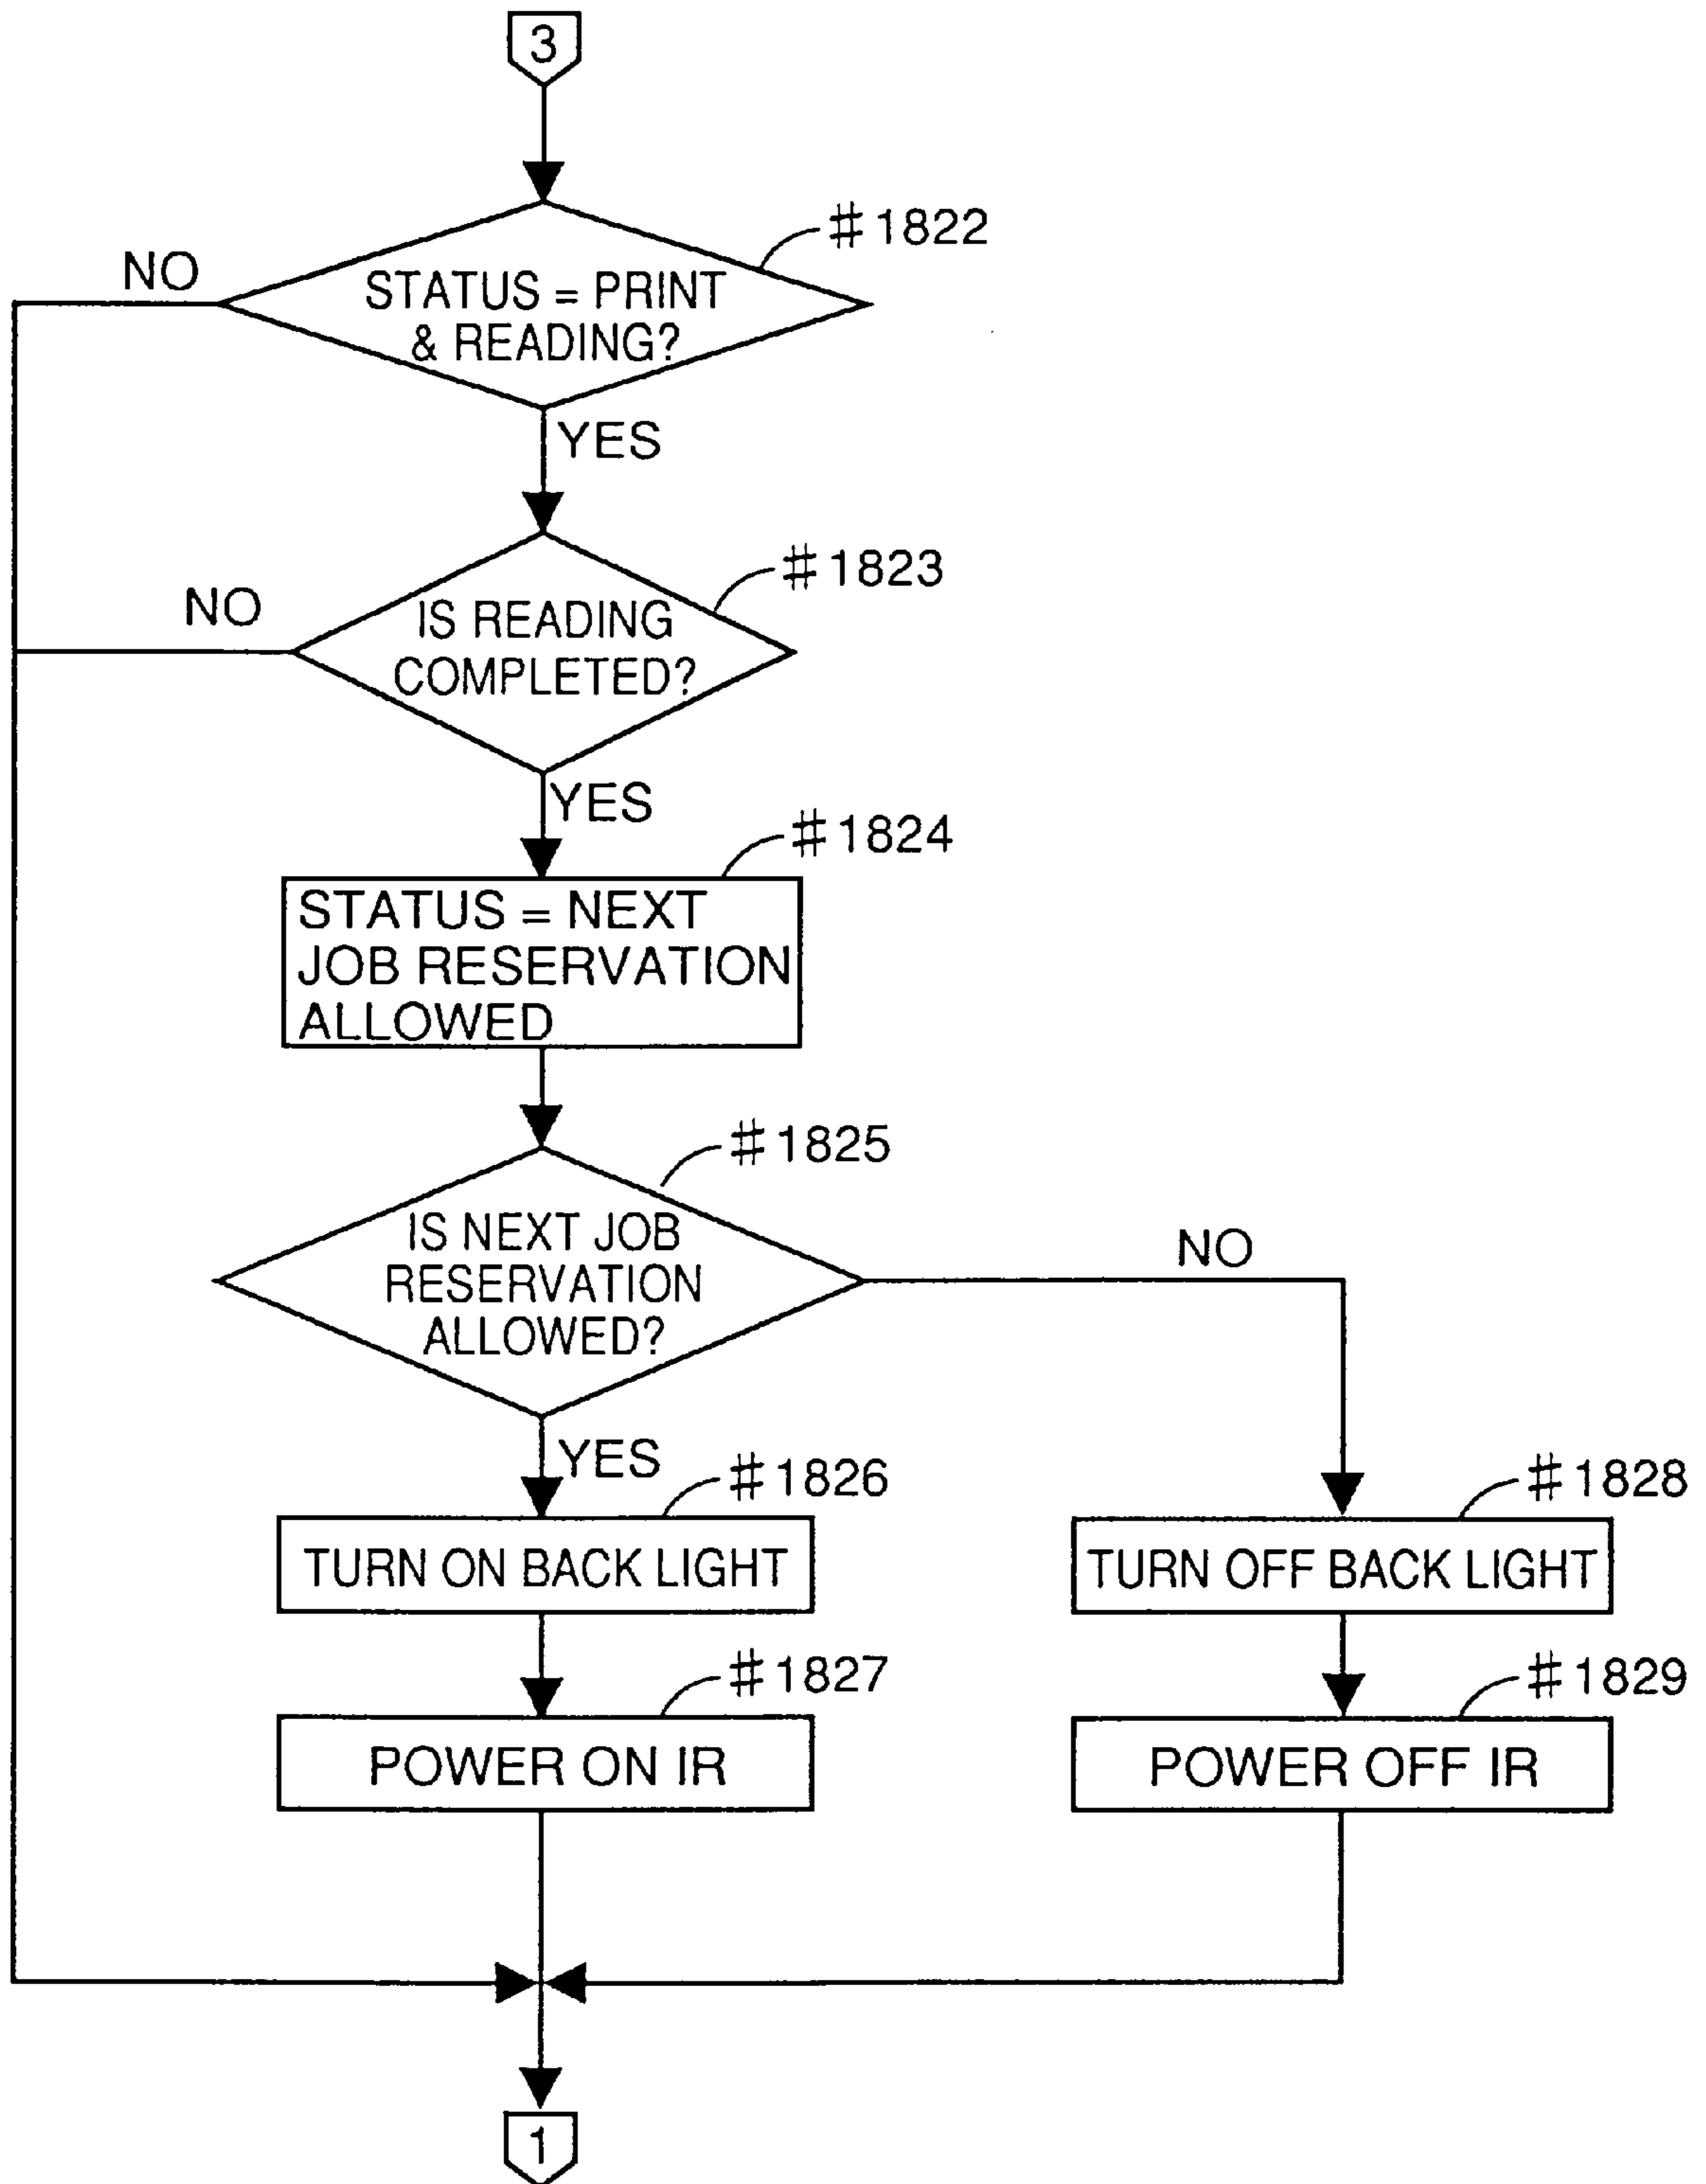 3
#1822
NO
STATUS = PRINT
& READING?
YES
#1823
NO
IS READING
COMPLETED?
YES
#1824
STATUS = NEXT
JOB RESERVATION
ALLOWED
#1825
IS NEXT JOB
RESERVATION
ALLOWED?
NO
YES
#1826
TURN ON BACK LIGHT
#1828
TURN OFF BACK LIGHT
#1827
POWER ON IR
#1829
POWER OFF IR
1